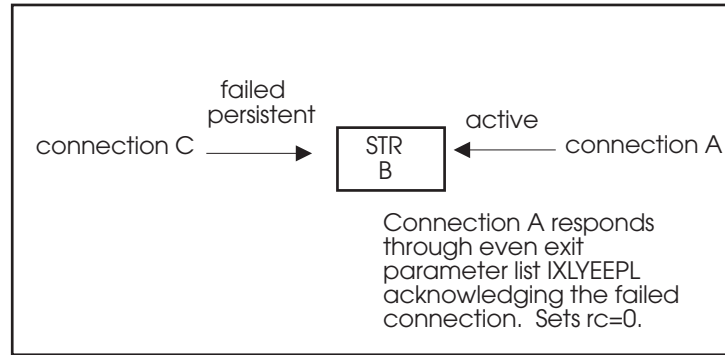 failed
persistent
connection C
STR
B
active
connection A
Connection A responds
through even exit
parameter list IXLYEEPL
acknowledging the failed
connection. Sets rc=0.